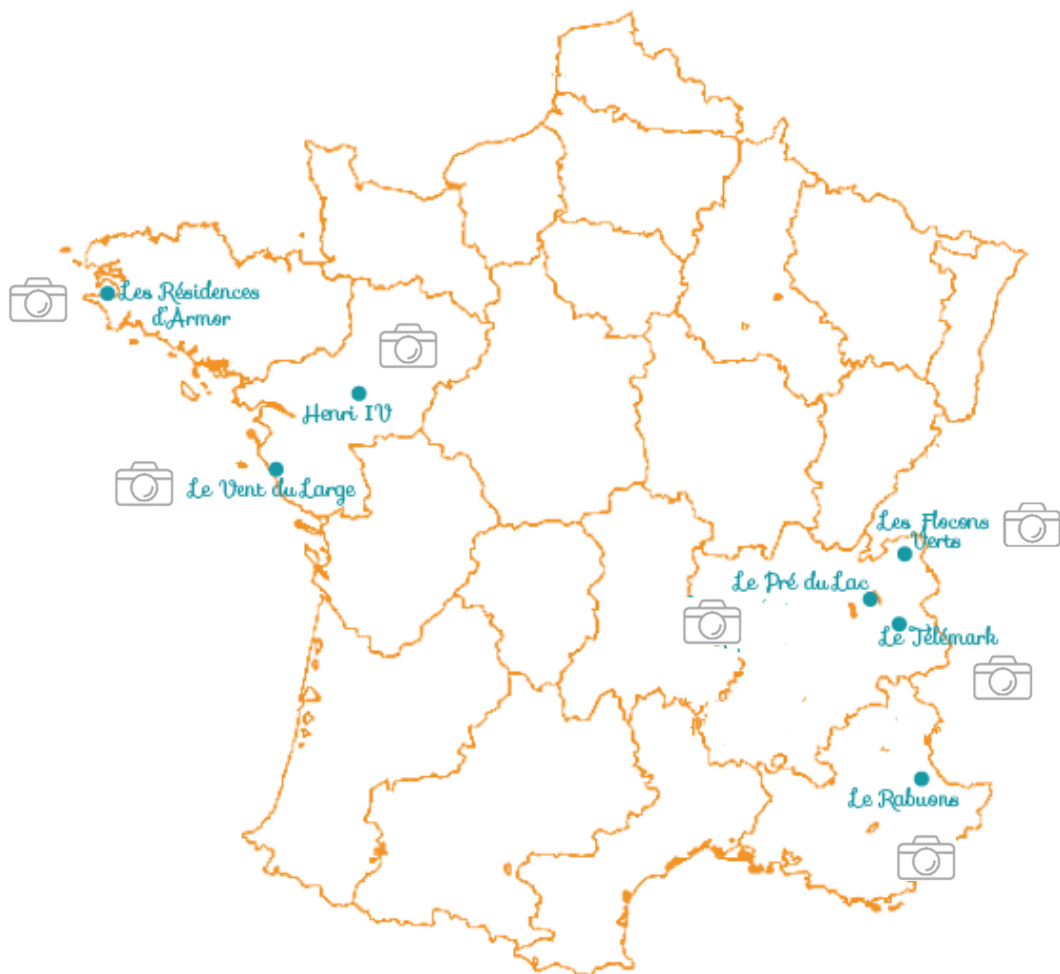 Les Résidences
d'Armor
Henri IV
Le Vent du Large
Les Flocons
Verts
Le Pré du Lac
Le Télémark
Le Rabuons